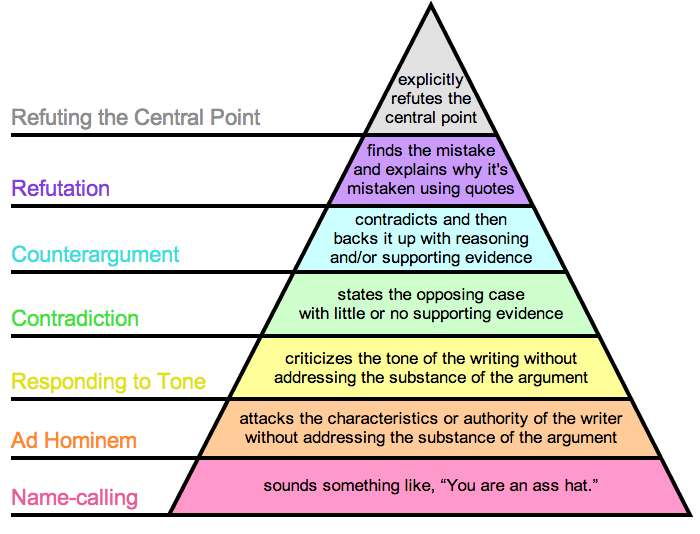 explicitly
refutes the
central point
Refuting the Central Point
finds the mistake
and explains why it's
mistaken using quotes
Refutation
contradicts and then
backs it up with reasoning
and/or supporting evidence
Counterargument
states the opposing case
with little or no supporting evidence
Contradiction
criticizes the tone of the writing without
addressing the substance of the argument
Responding to Tone
attacks the characteristics or authority of the writer
without addressing the substance of the argument
Ad Hominem
sounds something like, “You are an ass hat.”
Name-calling